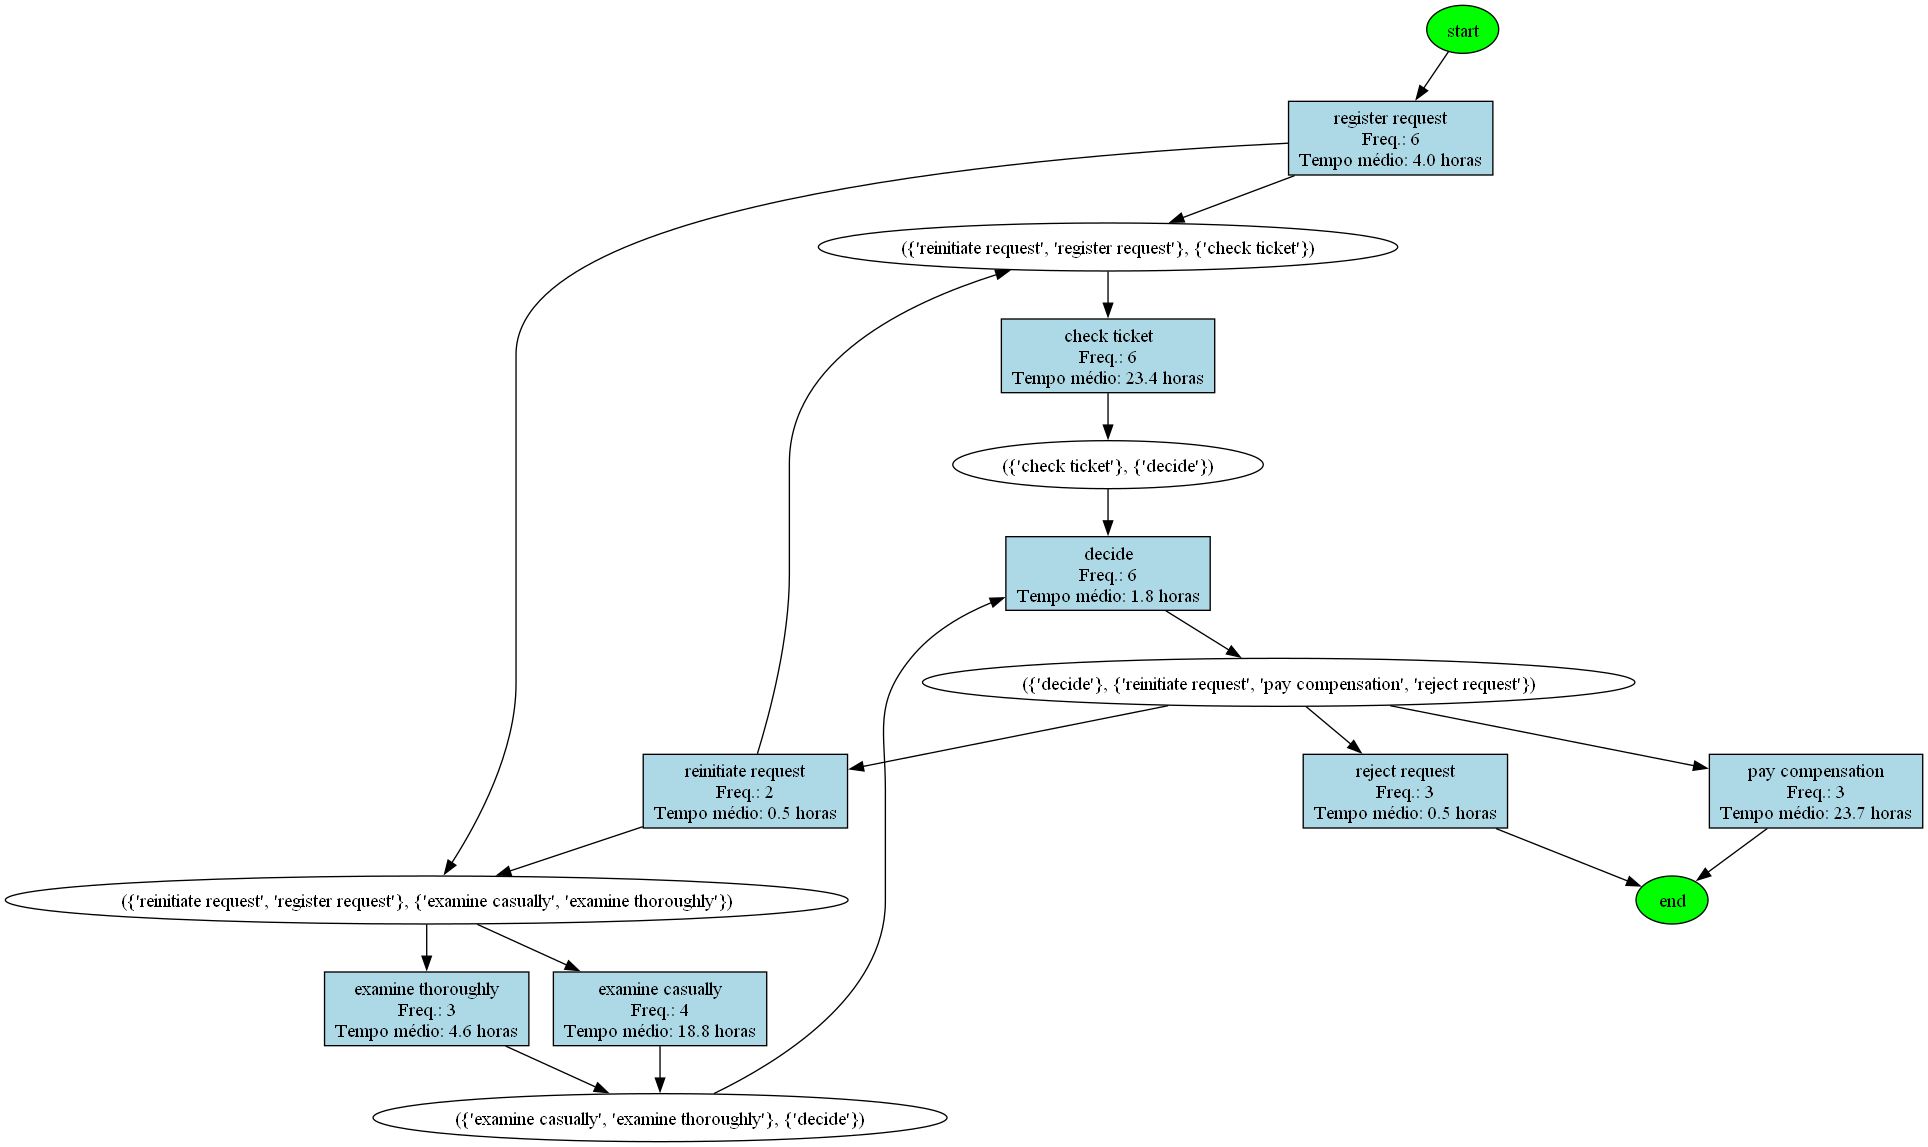 start
register request
Freq.: 6
Tempo médio: 4.0 horas
({'reinitiate request', 'register request'}, {'check ticket'})
check ticket
Freq.: 6
Tempo médio: 23.4 horas
({'check ticket'}, {'decide'})
decide
Freq.: 6
Tempo médio: 1.8 horas
({'decide'}, {'reinitiate request', 'pay compensation', 'reject request'})
reinitiate request
Freq.: 2
Tempo médio: 0.5 horas
reject request
Freq.: 3
Tempo médio: 0.5 horas
pay compensation
Freq.: 3
Tempo médio: 23.7 horas
({'reinitiate request', 'register request'}, {'examine casually', 'examine thoroughly'})
end
examine thoroughly
Freq.: 3
Tempo médio: 4.6 horas
examine casually
Freq.: 4
Tempo médio: 18.8 horas
({'examine casually', 'examine thoroughly'}, {'decide'})